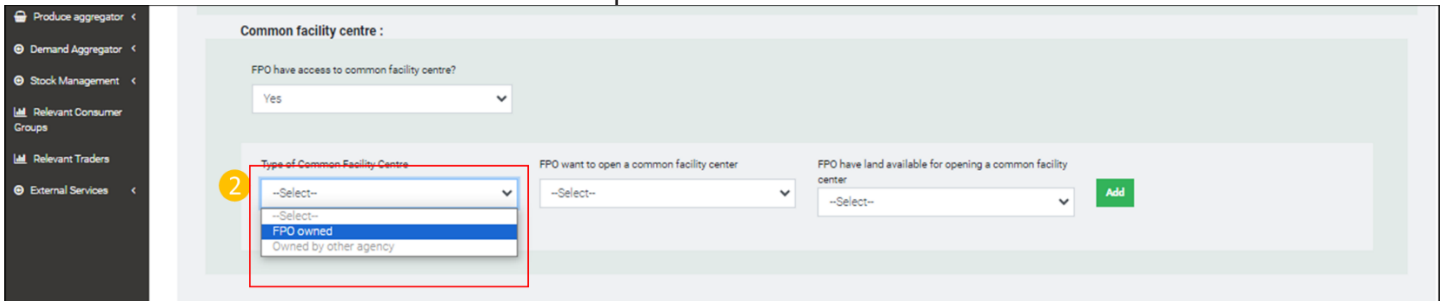 Produce aggregator
Demand Aggregator
Stock Management
Relevant Consumer
Groups
Relevant Traders
External Services
Common facility centre :
FPO have access to common facility centre?
Yes
Type of Common Facility Centre
FPO want to open a common facility center
FPO have land available for opening a common facility
center
2
--Select--
--Select--
--Select--
Add
--Select--
FPO owned
Owned by other agency